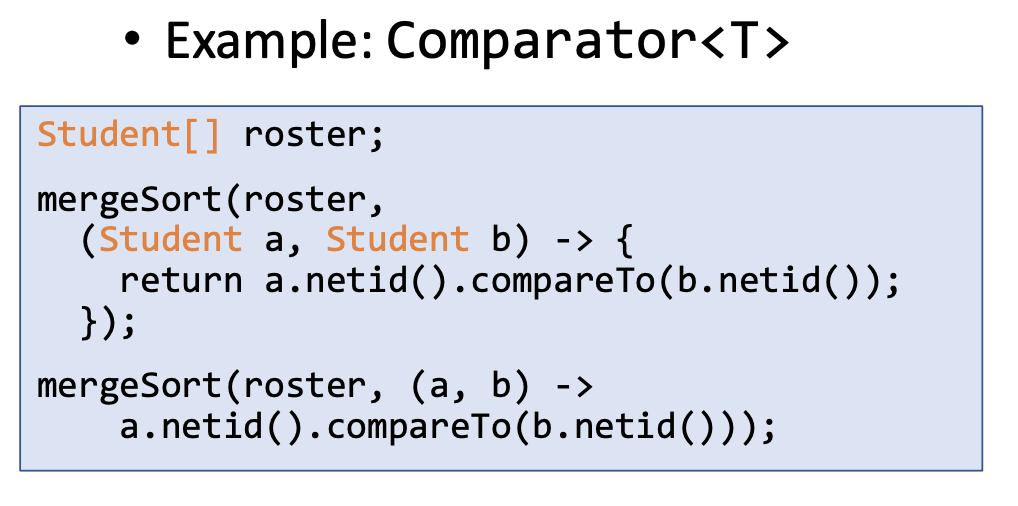 • Example: Comparator<T>
Student[] roster;
mergeSort(roster,
(Student a, Student b) -> {
return a.netid().compareTo(b.netid());
});
mergeSort(roster, (a, b) ->
a.netid().compareTo(b.netid()));